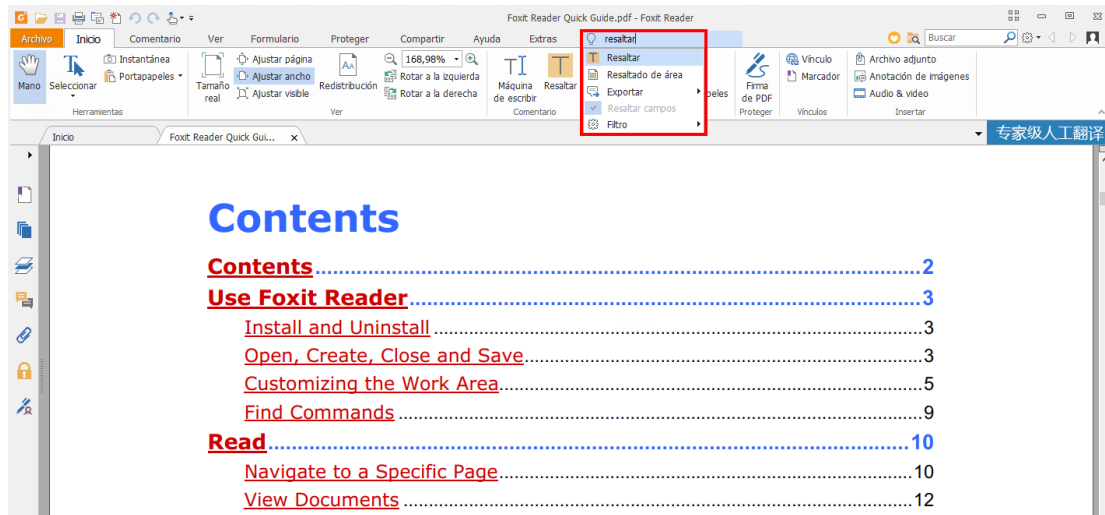 Foxit Reader Quick Guide.pdf - Foxit Reader
Archivo Inicio Comentario Ver Formulario Proteger Compartir Ayuda Extras resaltar Buscar
Mano
Seleccionar
Instantánea
Portapapeles
Herramientas
Tamaño real
Ajustar página
Ajustar ancho
Ajustar visible
Redistribución
168,98%
Rotar a la izquierda
Rotar a la derecha
Ver
Máquina de escribir
Resaltar
Comentario
Resaltar
Resaltado de área
Exportar
Resaltar campos
Filtro
peles
Firma de PDF
Proteger
Vínculo
Marcador
Vínculos
Archivo adjunto
Anotación de imágenes
Audio & video
Insertar
Inicio Foxit Reader Quick Gui... x
专家级人工翻译
Contents
Contents..........2
Use Foxit Reader..........3
Install and Uninstall..........3
Open, Create, Close and Save..........3
Customizing the Work Area..........5
Find Commands..........9
Read..........10
Navigate to a Specific Page..........10
View Documents..........12